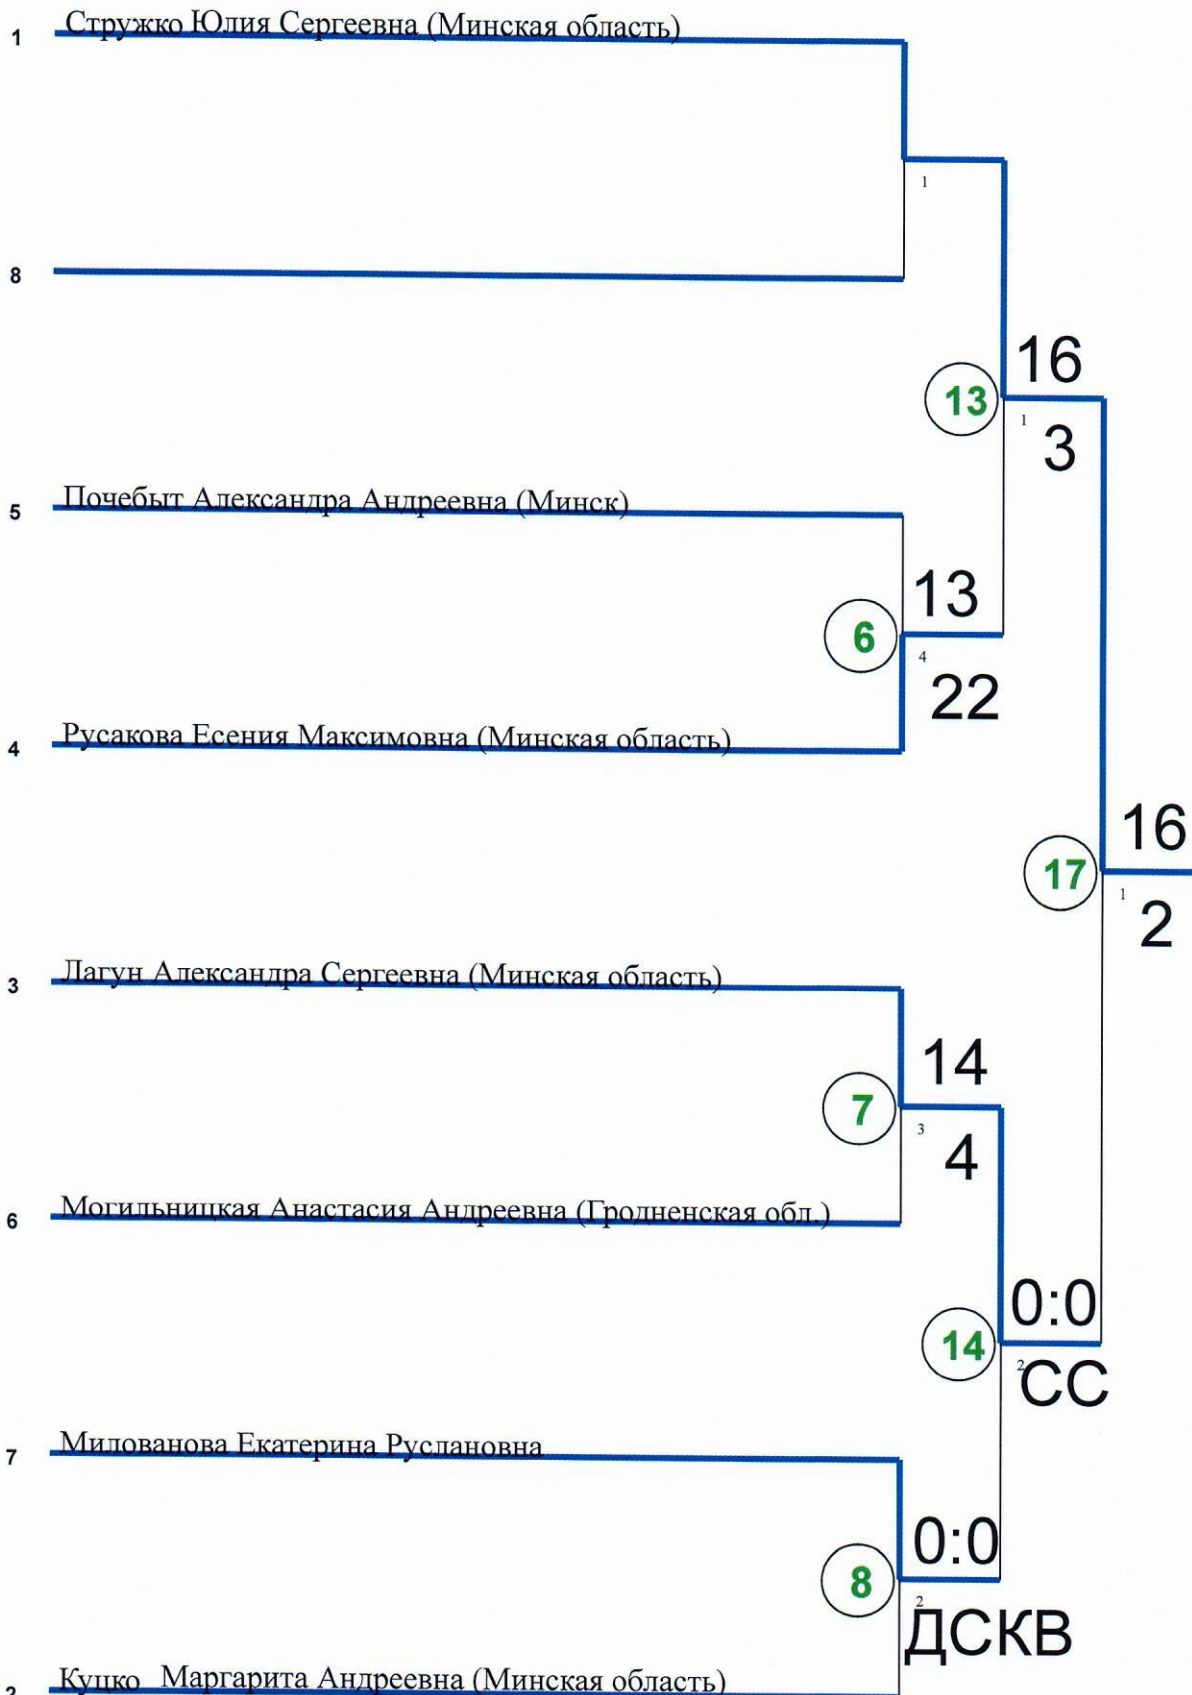 1 Стружко Юлия Сергеевна (Минская область)
1
8
16
13
1
3
5 Почебыт Александра Андреевна (Минск)
13
6
4
22
4 Русакова Есения Максимовна (Минская область)
16
17
1
2
3 Лагун Александра Сергеевна (Минская область)
14
7
3
4
6 Могильницкая Анастасия Андреевна (Гродненская обл.)
0:0
14
2
СС
7 Милованова Екатерина Руслановна
0:0
8
2
ДСКВ
2 Куцко Маргарита Андреевна (Минская область)